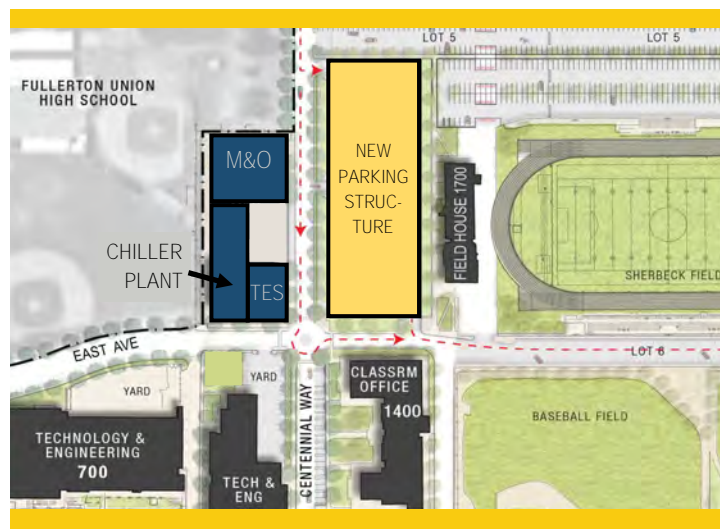 LOT 5
LOT 5
FULLERTON UNION
HIGH SCHOOL
M&O
NEW
PARKING
STRUC-
TURE
FIELD HOUSE 1700
CHILLER
PLANT
TES
SHERBECK FIELD
EAST AVE
LOT 6
YARD
YARD
CENTENNIAL WAY
CLASSRM
OFFICE
1400
BASEBALL FIELD
TECHNOLOGY &
ENGINEERING
700
TECH &
ENG